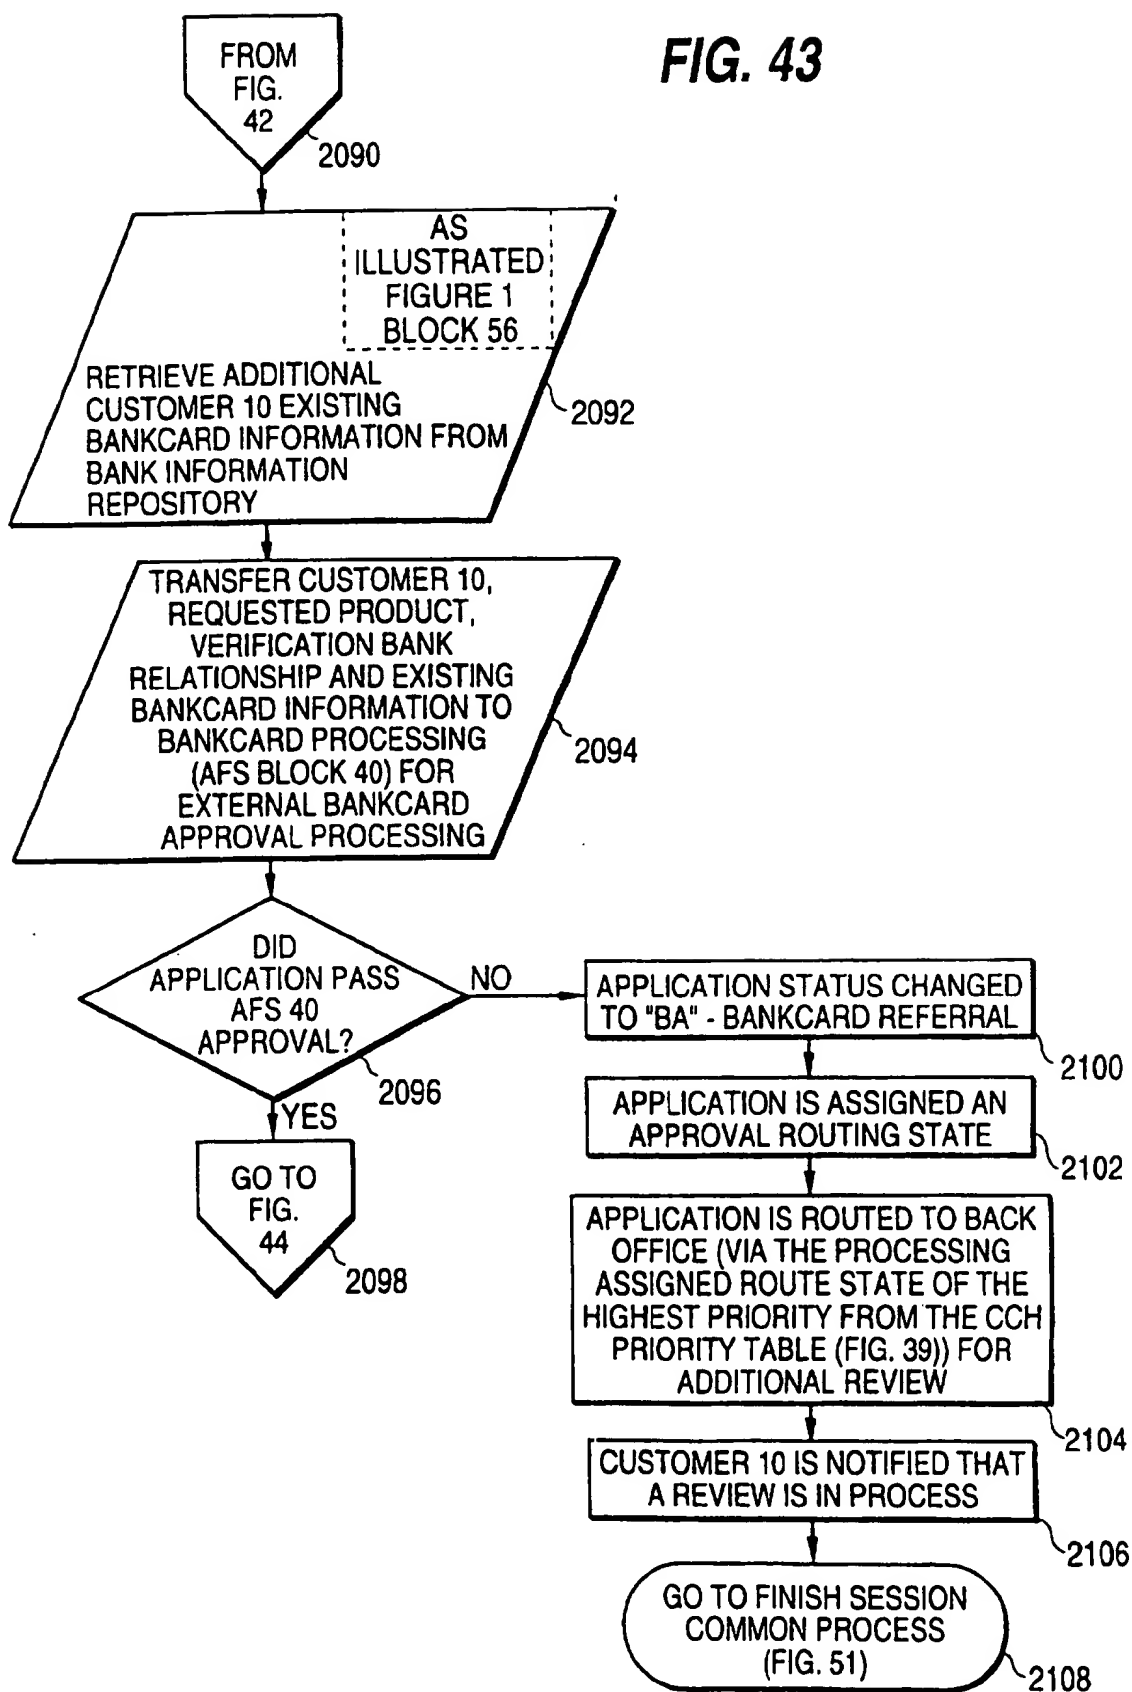 FIG. 43
FROM
FIG.
42
2090
AS
ILLUSTRATED
FIGURE 1
BLOCK 56
RETRIEVE ADDITIONAL
CUSTOMER 10 EXISTING
BANKCARD INFORMATION FROM
BANK INFORMATION
REPOSITORY
2092
TRANSFER CUSTOMER 10,
REQUESTED PRODUCT,
VERIFICATION BANK
RELATIONSHIP AND EXISTING
BANKCARD INFORMATION TO
BANKCARD PROCESSING
(AFS BLOCK 40) FOR
EXTERNAL BANKCARD
APPROVAL PROCESSING
2094
DID
APPLICATION PASS
AFS 40
APPROVAL?
2096
NO
YES
GO TO
FIG.
44
2098
APPLICATION STATUS CHANGED
TO "BA" - BANKCARD REFERRAL
2100
APPLICATION IS ASSIGNED AN
APPROVAL ROUTING STATE
2102
APPLICATION IS ROUTED TO BACK
OFFICE (VIA THE PROCESSING
ASSIGNED ROUTE STATE OF THE
HIGHEST PRIORITY FROM THE CCH
PRIORITY TABLE (FIG. 39)) FOR
ADDITIONAL REVIEW
2104
CUSTOMER 10 IS NOTIFIED THAT
A REVIEW IS IN PROCESS
2106
GO TO FINISH SESSION
COMMON PROCESS
(FIG. 51)
2108